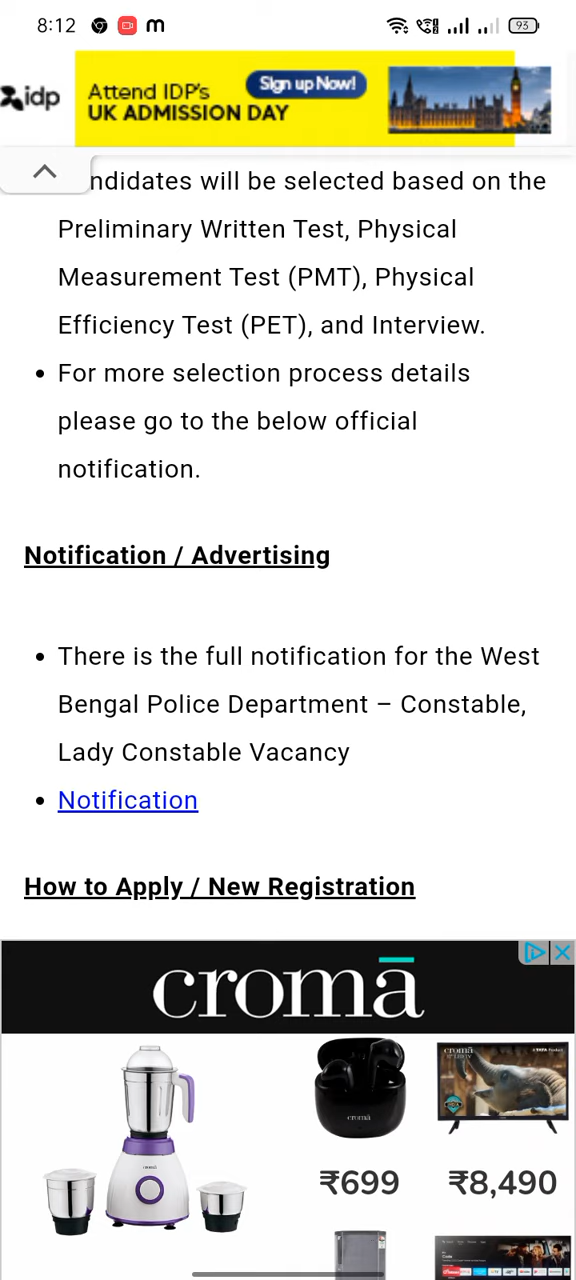 8:12
93
idp
Attend IDP's
UK ADMISSION DAY
Sign up Now!
ndidates will be selected based on the
Preliminary Written Test, Physical
Measurement Test (PMT), Physical
Efficiency Test (PET), and Interview.
• For more selection process details
please go to the below official
notification.
Notification / Advertising
• There is the full notification for the West
Bengal Police Department – Constable,
Lady Constable Vacancy
• Notification
How to Apply / New Registration
cromā
cromā
cromā
₹699
₹8,490